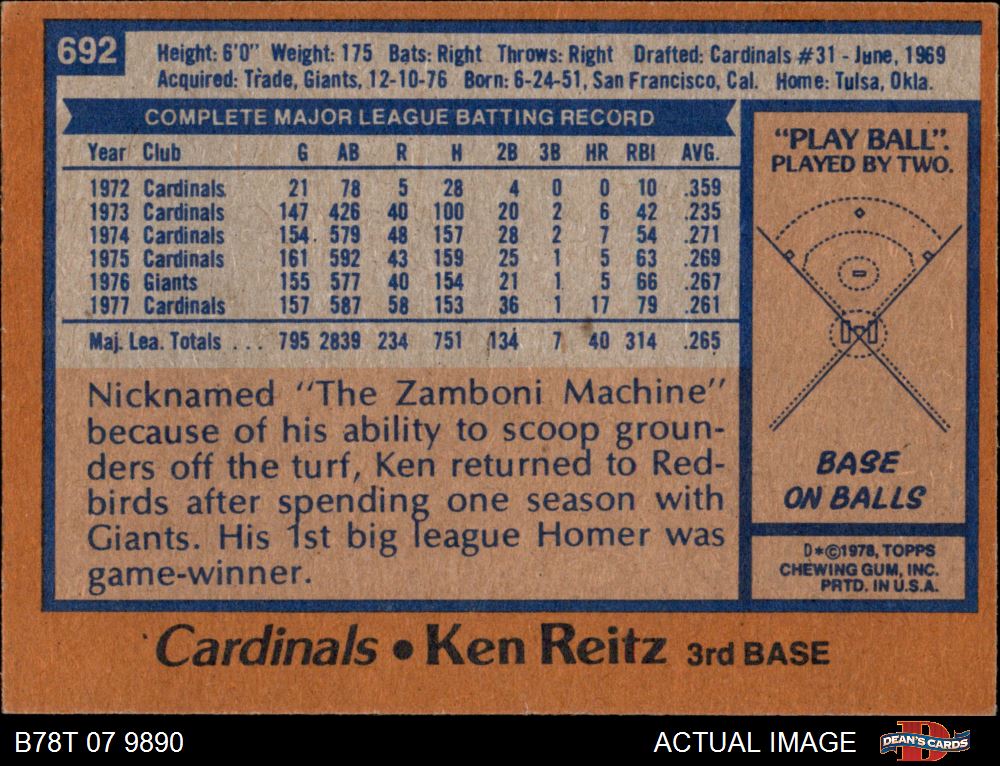 692
Height: 6'0" Weight: 175 Bats: Right Throws: Right Drafted: Cardinals #31 - June, 1969
Acquired: Trade, Giants, 12-10-76 Born: 6-24-51, San Francisco, Cal. Home: Tulsa, Okla.
COMPLETE MAJOR LEAGUE BATTING RECORD
Year Club G AB R H 2B 3B HR RBI AVG.
1972 Cardinals 21 78 5 28 4 0 0 10 .359
1973 Cardinals 147 426 40 100 20 2 6 42 .235
1974 Cardinals 154 579 48 157 28 2 7 54 .271
1975 Cardinals 161 592 43 159 25 1 5 63 .269
1976 Giants 155 577 40 154 21 1 5 66 .267
1977 Cardinals 157 587 58 153 36 1 17 79 .261
Maj. Lea. Totals ... 795 2839 234 751 134 7 40 314 .265
Nicknamed "The Zamboni Machine"
because of his ability to scoop groun-
ders off the turf, Ken returned to Red-
birds after spending one season with
Giants. His 1st big league Homer was
game-winner.
"PLAY BALL".
PLAYED BY TWO.
BASE
ON BALLS
D*©1978, TOPPS
CHEWING GUM, INC.
PRTD. IN U.S.A.
Cardinals • Ken Reitz 3rd BASE
B78T 07 9890
ACTUAL IMAGE
DEAN'S CARDS